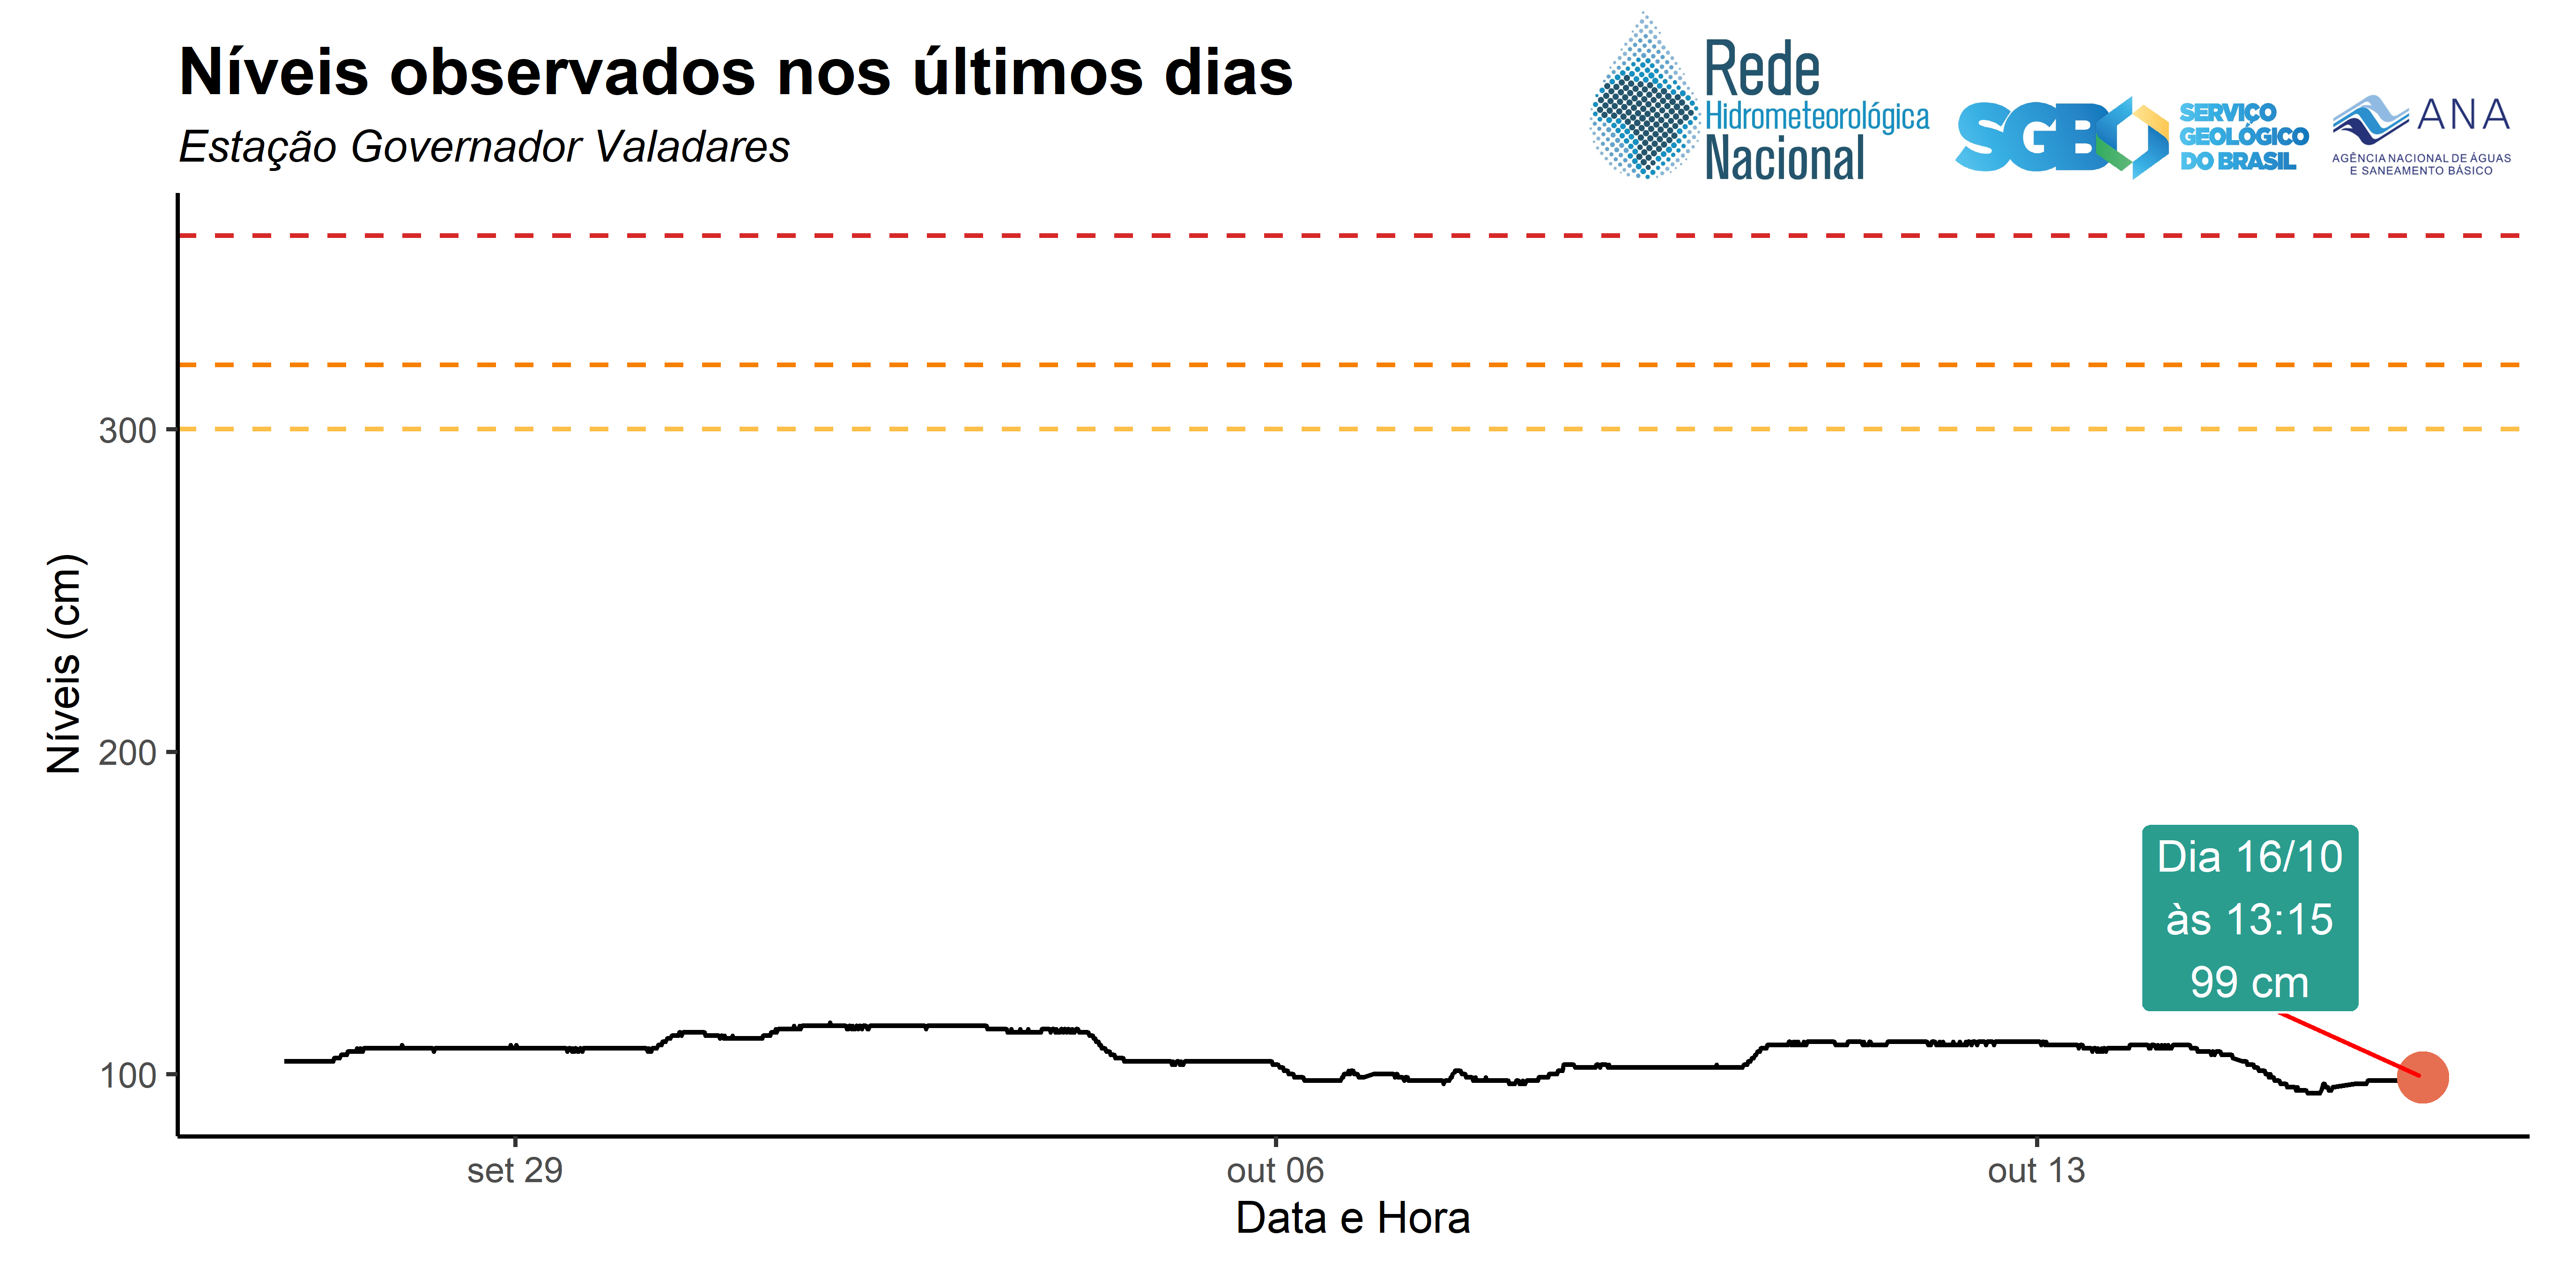 Níveis observados nos últimos dias
Estação Governador Valadares
Rede
Hidrometeorológica
Nacional
SGB
SERVIÇO
GEOLÓGICO
DO BRASIL
ANA
AGÊNCIA NACIONAL DE ÁGUAS
E SANEAMENTO BÁSICO
Níveis (cm)
300
200
100
Dia 16/10
às 13:15
99 cm
set 29
out 06
out 13
Data e Hora